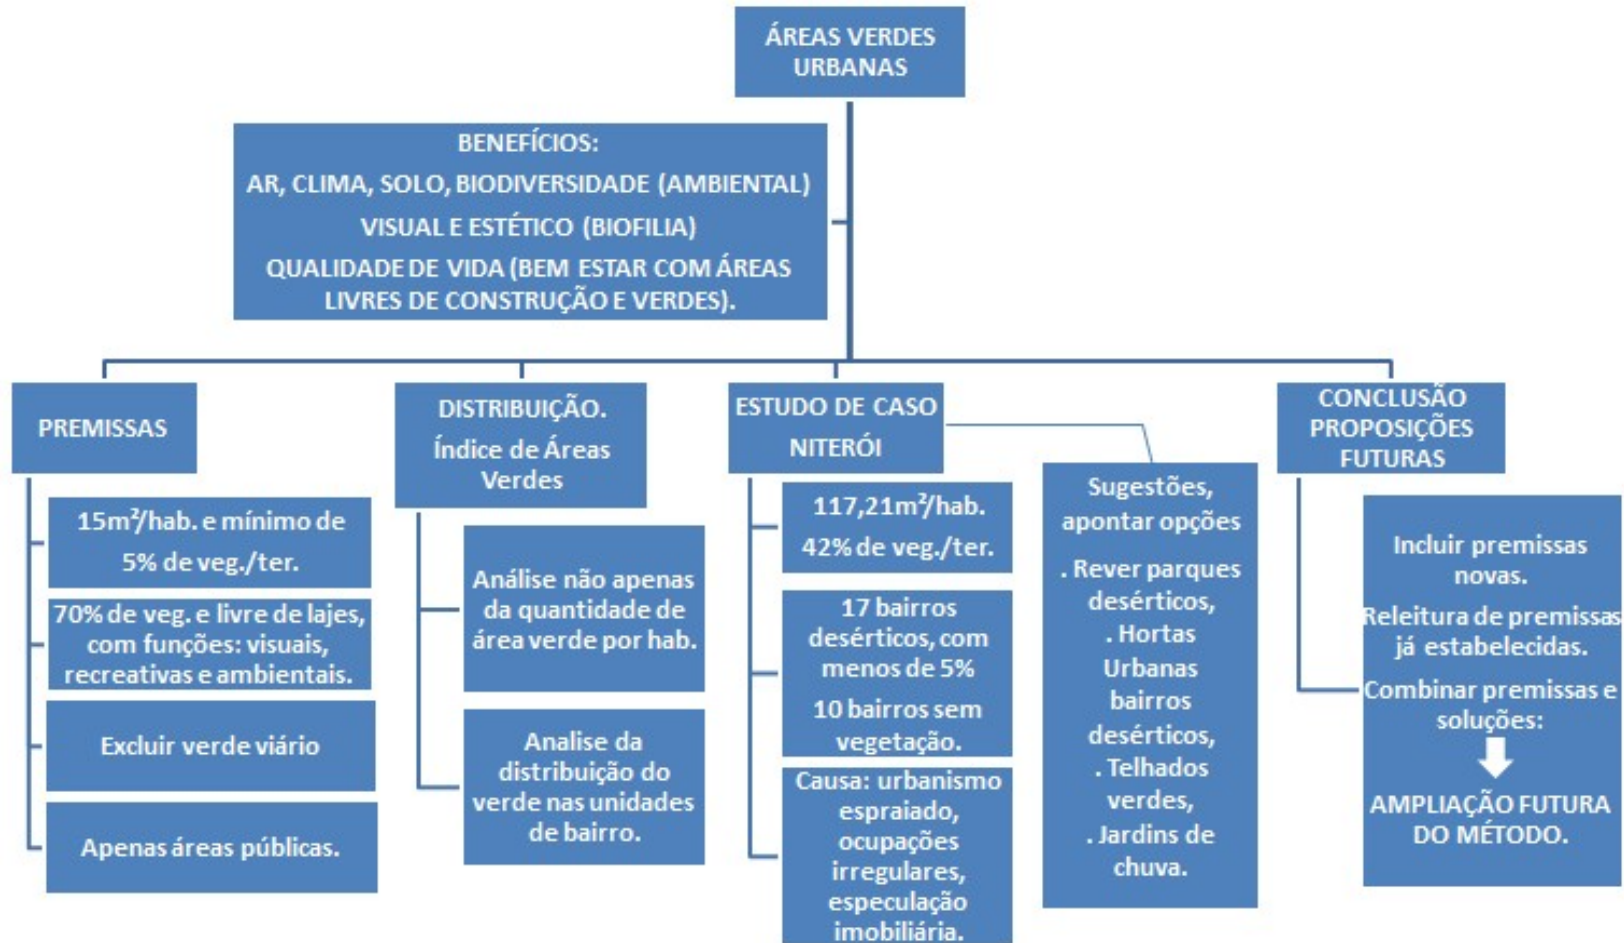 ÁREAS VERDES
URBANAS
BENEFÍCIOS:
AR, CLIMA, SOLO, BIODIVERSIDADE (AMBIENTAL)
VISUAL E ESTÉTICO (BIOFILIA)
QUALIDADE DE VIDA (BEM ESTAR COM ÁREAS
LIVRES DE CONSTRUÇÃO E VERDES).
PREMISSAS
15m²/hab. e mínimo de
5% de veg./ter.
70% de veg. e livre de lajes,
com funções: visuais,
recreativas e ambientais.
Excluir verde viário
Apenas áreas públicas.
DISTRIBUIÇÃO.
Índice de Áreas
Verdes
Análise não apenas
da quantidade de
área verde por hab.
Analise da
distribuição do
verde nas unidades
de bairro.
ESTUDO DE CASO
NITERÓI
117,21m²/hab.
42% de veg./ter.
17 bairros
desérticos, com
menos de 5%
10 bairros sem
vegetação.
Causa: urbanismo
espraiado,
ocupações
irregulares,
especulação
imobiliária.
Sugestões,
apontar opções
. Rever parques
desérticos,
. Hortas
Urbanas
bairros
desérticos,
. Telhados
verdes,
. Jardins de
chuva.
CONCLUSÃO
PROPOSIÇÕES
FUTURAS
Incluir premissas
novas.
Releitura de premissas
já estabelecidas.
Combinar premissas e
soluções:
AMPLIAÇÃO FUTURA
DO MÉTODO.